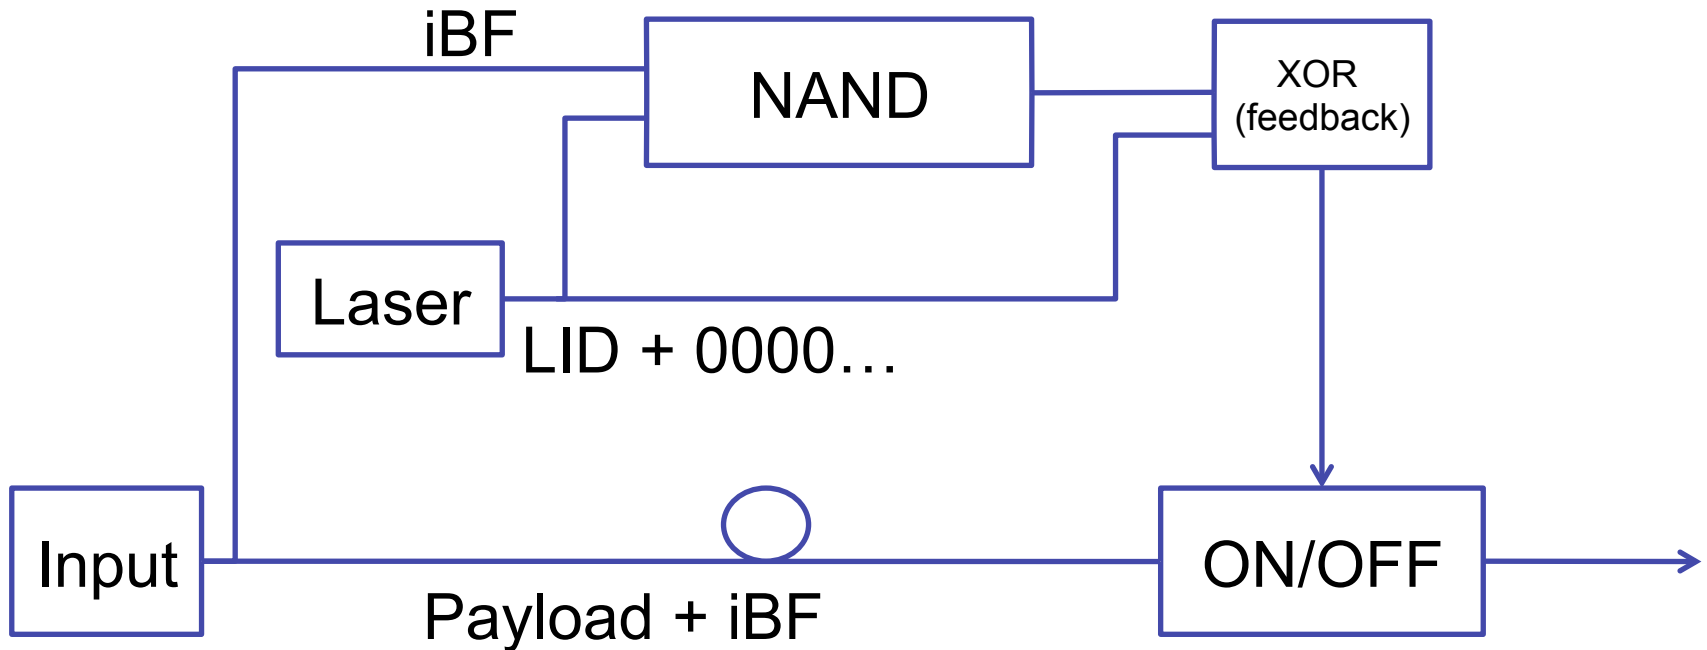 iBF
NAND
XOR
(feedback)
Laser
LID + 0000…
Input
ON/OFF
Payload + iBF